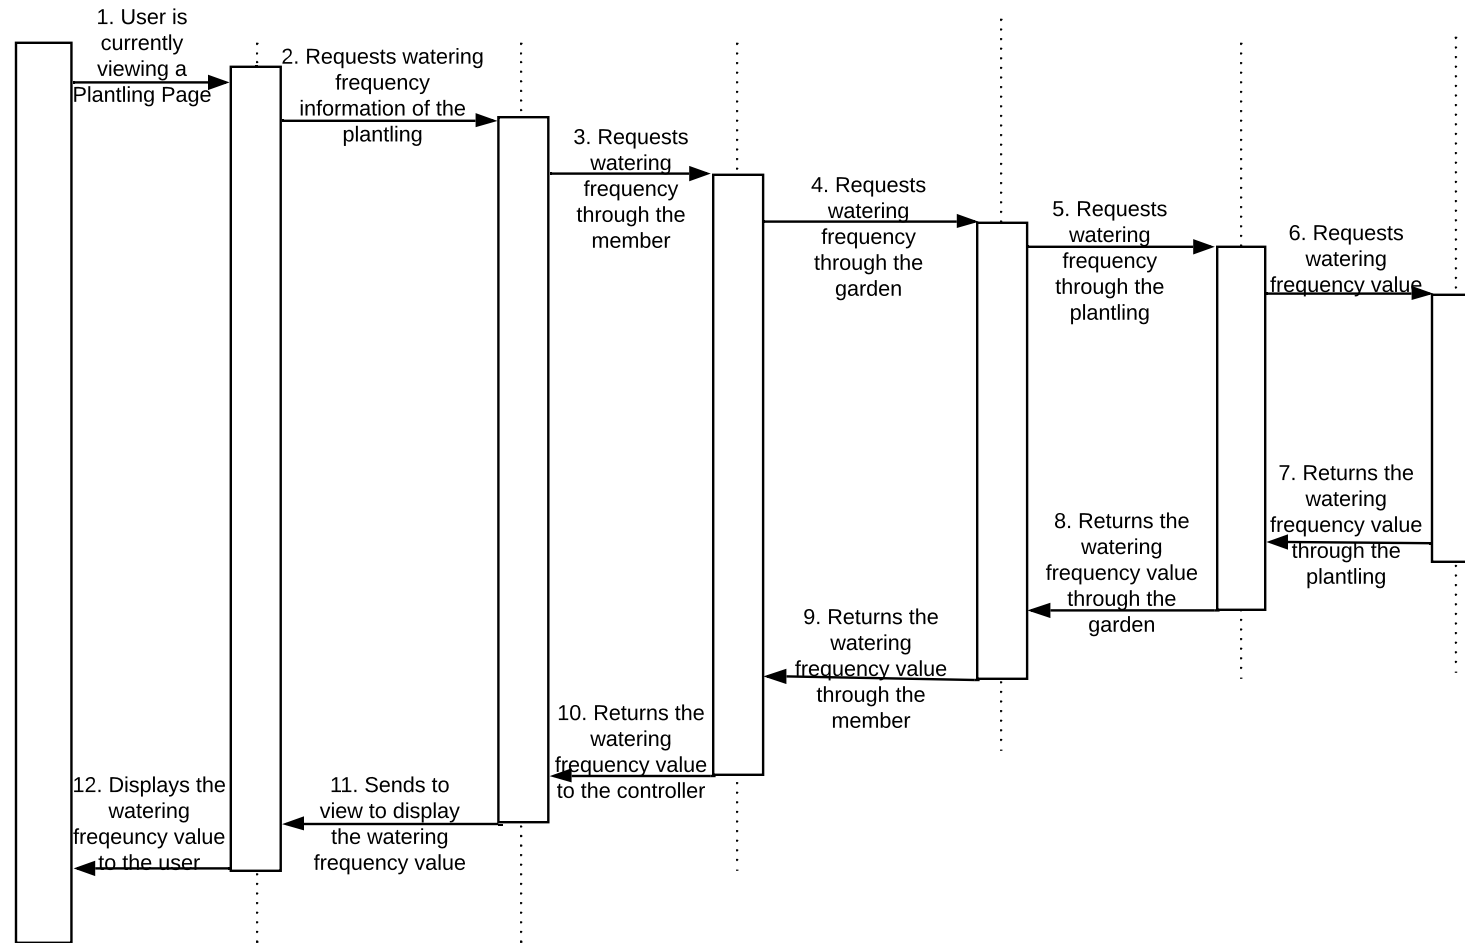 1. User is
currently
viewing a
Plantling Page
2. Requests watering
frequency
information of the
plantling
3. Requests
watering
frequency
through the
member
4. Requests
watering
frequency
through the
garden
5. Requests
watering
frequency
through the
plantling
6. Requests
watering
frequency value
7. Returns the
watering
frequency value
through the
plantling
8. Returns the
watering
frequency value
through the
garden
9. Returns the
watering
frequency value
through the
member
10. Returns the
watering
frequency value
to the controller
11. Sends to
view to display
the watering
frequency value
12. Displays the
watering
freqeuncy value
to the user